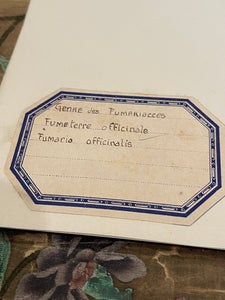 Genre des Fumariacées
Fumeterre officinale
Fumaria officinalis